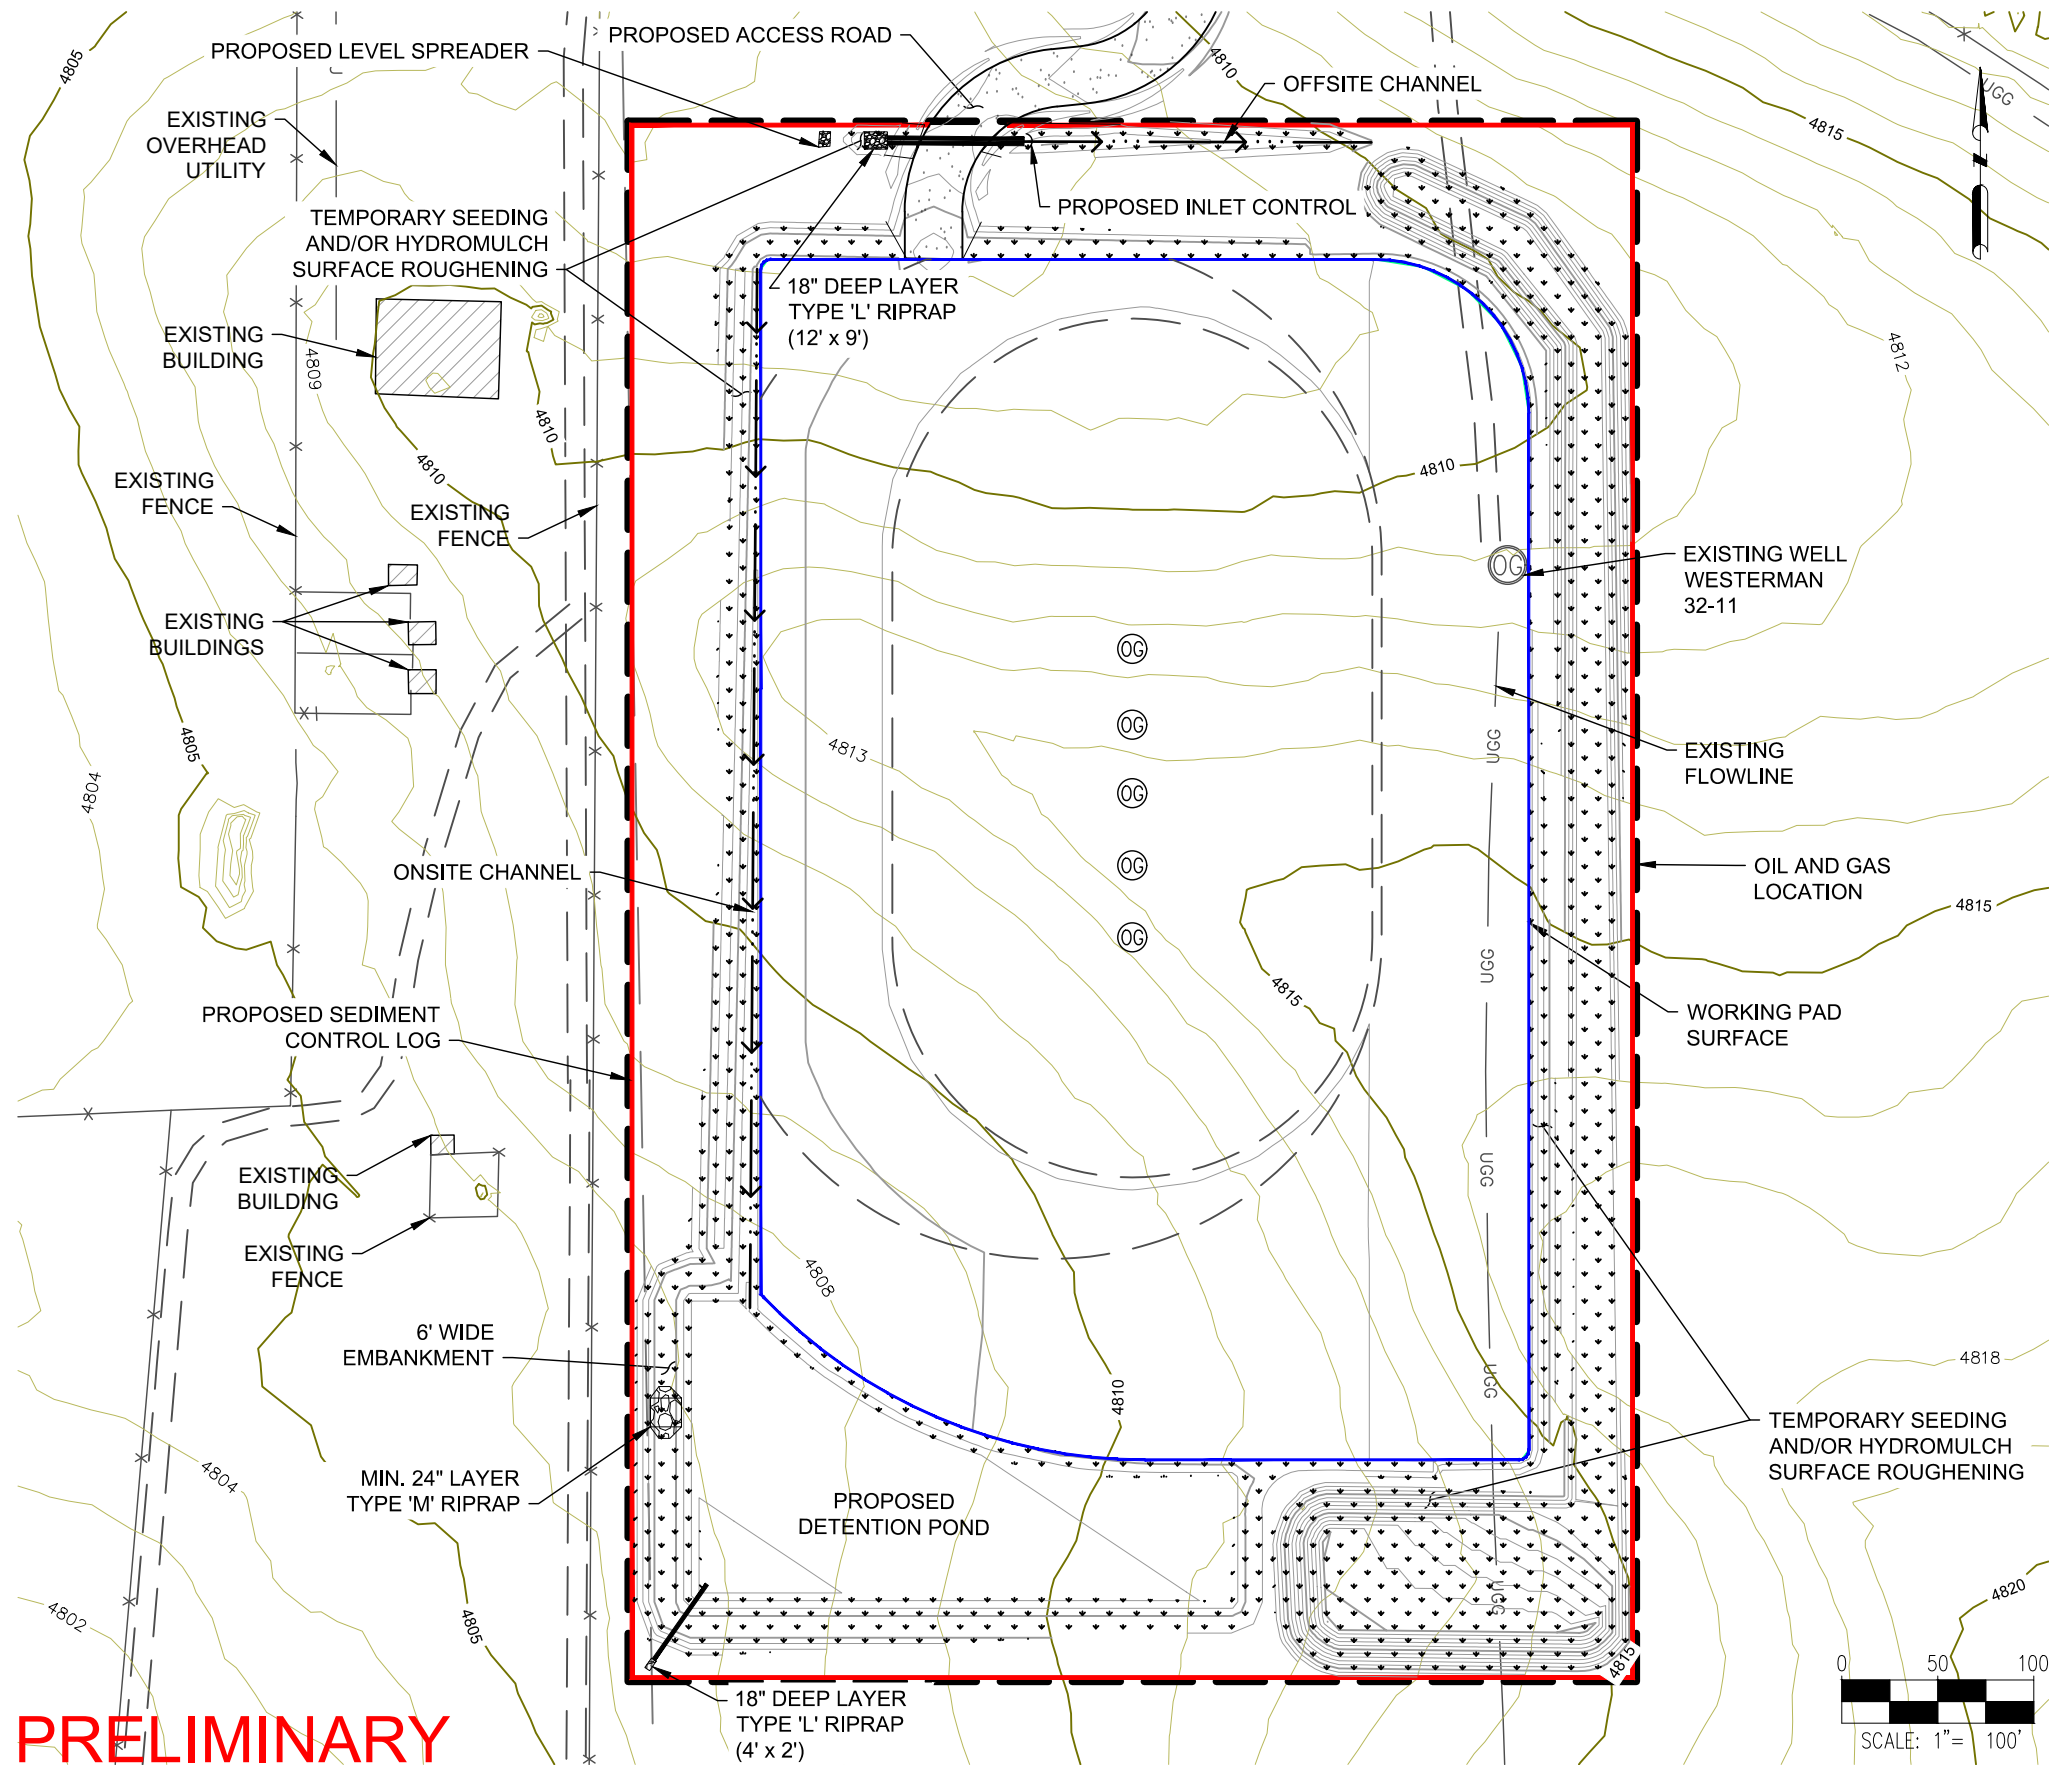 PROPOSED LEVEL SPREADER
PROPOSED ACCESS ROAD
OFFSITE CHANNEL
4805
4810
UGG
4815
EXISTING
OVERHEAD
UTILITY
N
TEMPORARY SEEDING
AND/OR HYDROMULCH
SURFACE ROUGHENING
PROPOSED INLET CONTROL
18" DEEP LAYER
TYPE 'L' RIPRAP
(12' x 9')
EXISTING
BUILDING
4809
4812
4810
4810
4810
EXISTING
FENCE
EXISTING
FENCE
OG
EXISTING WELL
WESTERMAN
32-11
EXISTING
BUILDINGS
OG
OG
OG
OG
OG
4805
4813
4804
UGG
EXISTING
FLOWLINE
ONSITE CHANNEL
OIL AND GAS
LOCATION
4815
UGG
4815
PROPOSED SEDIMENT
CONTROL LOG
WORKING PAD
SURFACE
UGG
EXISTING
BUILDING
EXISTING
FENCE
4808
6' WIDE
EMBANKMENT
4810
UGG
4818
TEMPORARY SEEDING
AND/OR HYDROMULCH
SURFACE ROUGHENING
4804
MIN. 24" LAYER
TYPE 'M' RIPRAP
PROPOSED
DETENTION POND
4802
4805
UGG
4820
4815
18" DEEP LAYER
TYPE 'L' RIPRAP
(4' x 2')
0 50 100
SCALE: 1"= 100'
PRELIMINARY